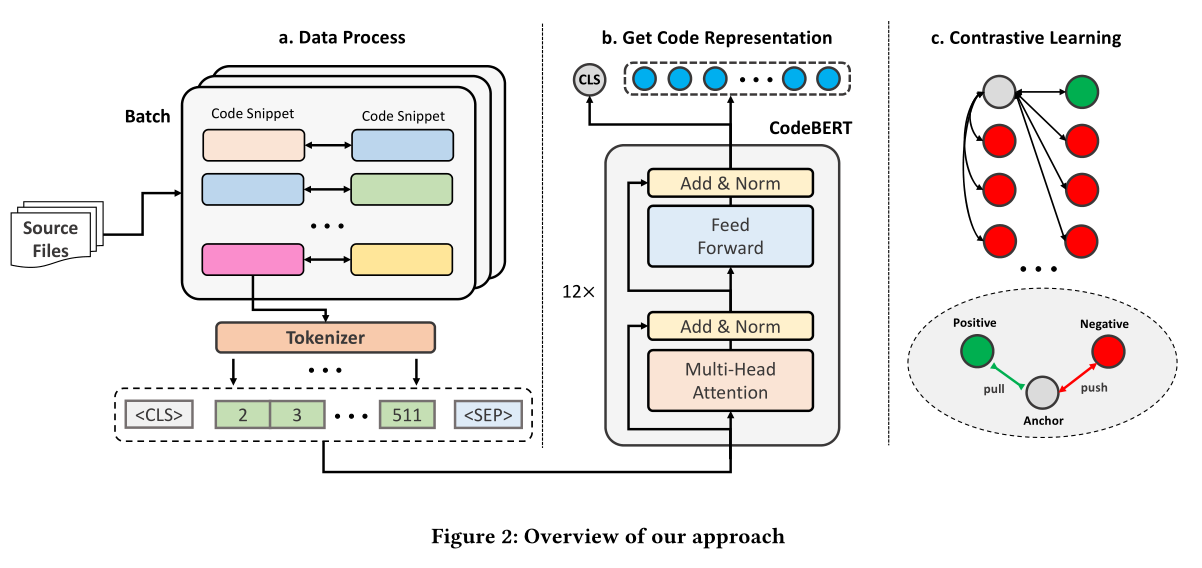 a. Data Process
Batch
Code Snippet
Code Snippet
Source
Files
Tokenizer
<CLS>
2
3
511
<SEP>
b. Get Code Representation
CLS
CodeBERT
Add & Norm
Feed
Forward
12×
Add & Norm
Multi-Head
Attention
c. Contrastive Learning
Positive
Negative
pull
push
Anchor
Figure 2: Overview of our approach